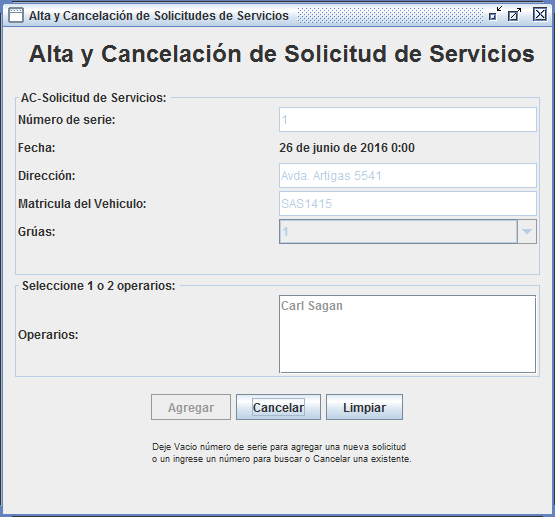 Alta y Cancelación de Solicitudes de Servicios
Alta y Cancelación de Solicitud de Servicios
AC-Solicitud de Servicios:
Número de serie: 1
Fecha: 26 de junio de 2016 0:00
Dirección: Avda. Artigas 5541
Matricula del Vehiculo: SAS1415
Grúas: 1
Seleccione 1 o 2 operarios:
Carl Sagan
Operarios:
Agregar Cancelar Limpiar
Deje Vacio número de serie para agregar una nueva solicitud
o un ingrese un número para buscar o Cancelar una existente.